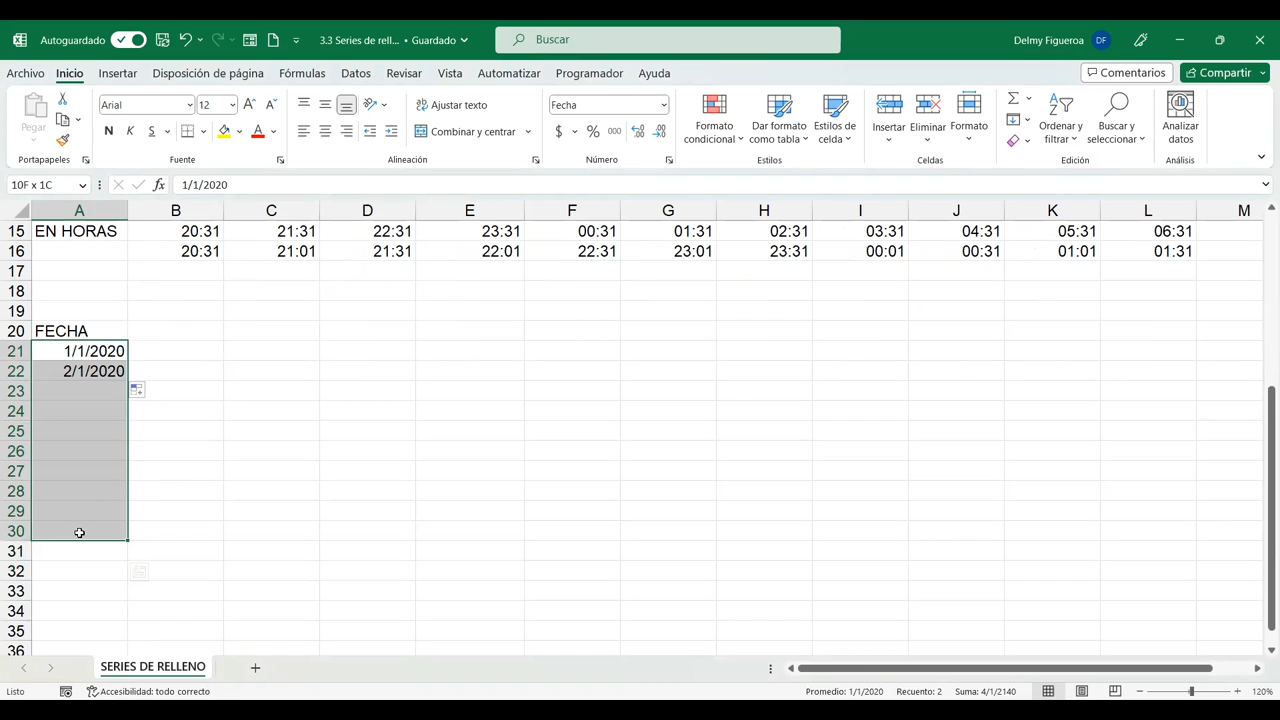 Autoguardado
3.3 Series de rell... • Guardado
Buscar
Delmy Figueroa DF
Archivo Inicio Insertar Disposición de página Fórmulas Datos Revisar Vista Automatizar Programador Ayuda
Comentarios Compartir
Pegar
Portapapeles
Arial 12
N K S
Fuente
Ajustar texto
Combinar y centrar
Alineación
Fecha
$ % 000
Número
Formato condicional
Dar formato como tabla
Estilos de celda
Estilos
Insertar Eliminar Formato
Celdas
Ordenar y filtrar
Buscar y seleccionar
Edición
Analizar datos
Análisis
10F x 1C fx 1/1/2020
A B C D E F G H I J K L M
15 EN HORAS 20:31 21:31 22:31 23:31 00:31 01:31 02:31 03:31 04:31 05:31 06:31
16 20:31 21:01 21:31 22:01 22:31 23:01 23:31 00:01 00:31 01:01 01:31
17
18
19
20 FECHA
21 1/1/2020
22 2/1/2020
23
24
25
26
27
28
29
30
31
32
33
34
35
36
SERIES DE RELLENO
Listo Accesibilidad: todo correcto Promedio: 1/1/2020 Recuento: 2 Suma: 4/1/2140 120%